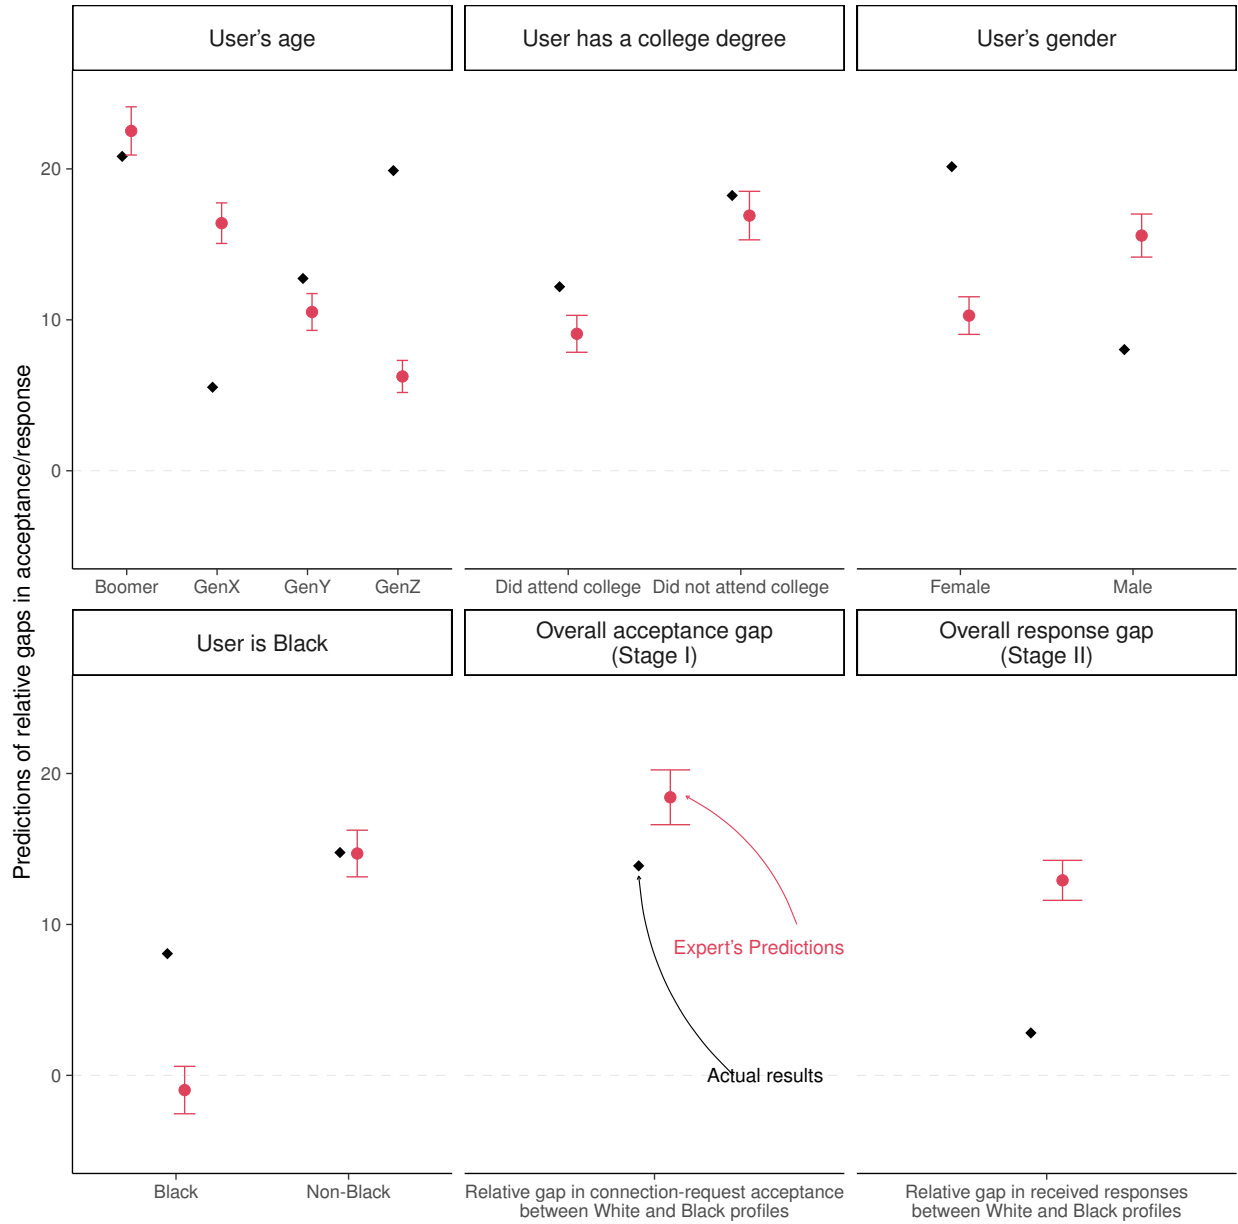 User's age
User has a college degree
User's gender
Predictions of relative gaps in acceptance/response
20
10
0
Boomer
GenX
GenY
GenZ
Did attend college
Did not attend college
Female
Male
User is Black
Overall acceptance gap
(Stage I)
Overall response gap
(Stage II)
20
10
0
Expert's Predictions
Actual results
Black
Non-Black
Relative gap in connection-request acceptance
between White and Black profiles
Relative gap in received responses
between White and Black profiles